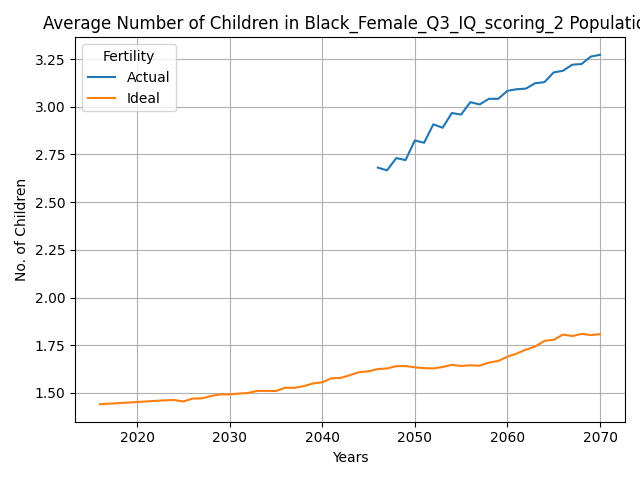 Average Number of Children in Black_Female_Q3_IQ_scoring_2 Populatio
Fertility
Actual
Ideal
3.25
3.00
2.75
2.50
2.25
2.00
1.75
1.50
No. of Children
2020 2030 2040 2050 2060 2070
Years